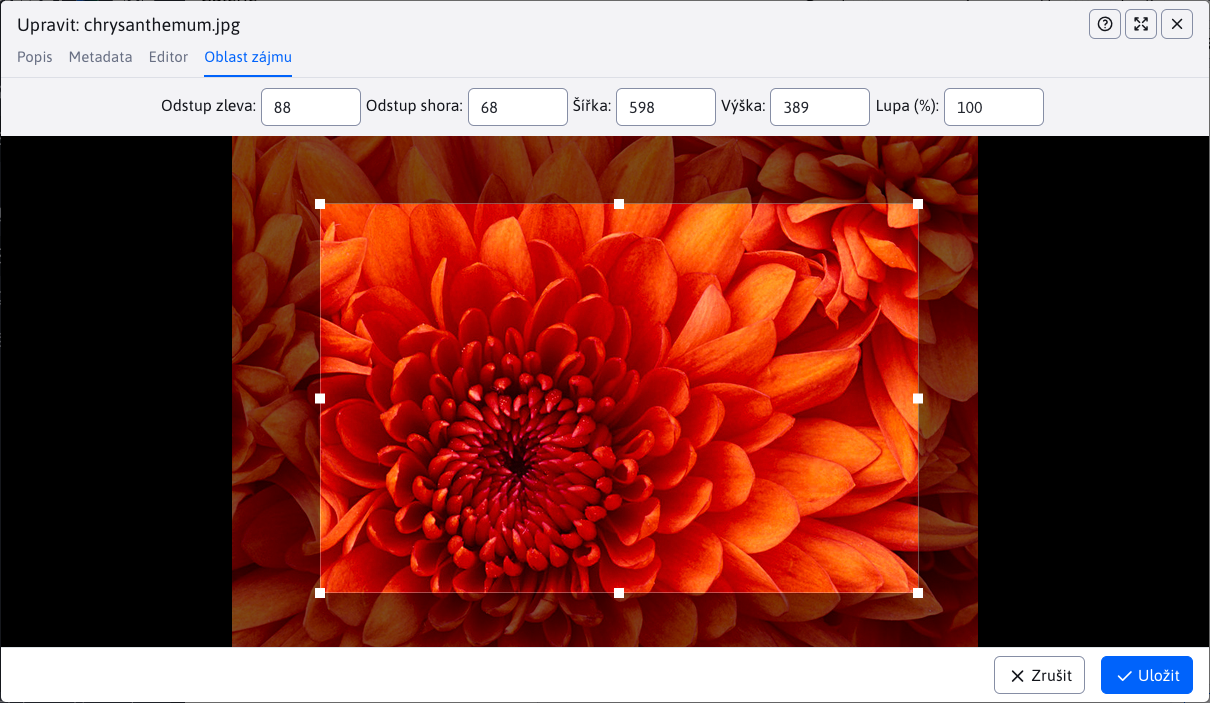 Upravit: chrysanthemum.jpg
Popis Metadata Editor Oblast zájmu
Odstup zleva: 88 Odstup shora: 68 Šířka: 598 Výška: 389 Lupa (%): 100
Zrušit Uložit